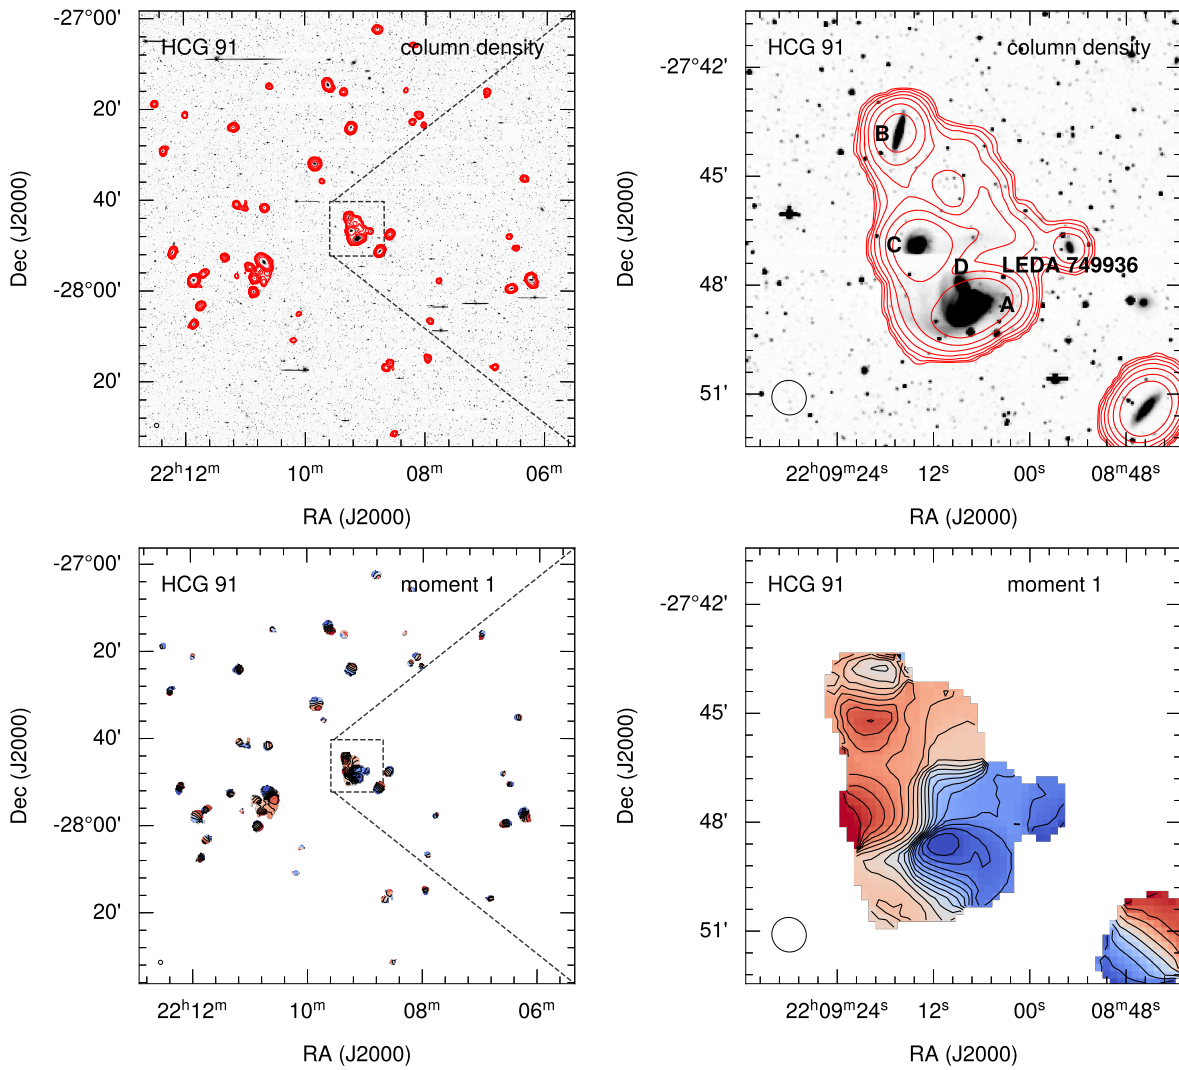 HCG 91 column density
-27°00'
20'
40'
-28°00'
20'
Dec (J2000)
22h12m 10m 08m 06m
RA (J2000)
HCG 91 column density
-27°42'
45'
48'
51'
Dec (J2000)
B
C
D
LEDA 749936
A
22h09m24s 12s 00s 08m48s
RA (J2000)
HCG 91 moment 1
-27°00'
20'
40'
-28°00'
20'
Dec (J2000)
22h12m 10m 08m 06m
RA (J2000)
HCG 91 moment 1
-27°42'
45'
48'
51'
Dec (J2000)
22h09m24s 12s 00s 08m48s
RA (J2000)